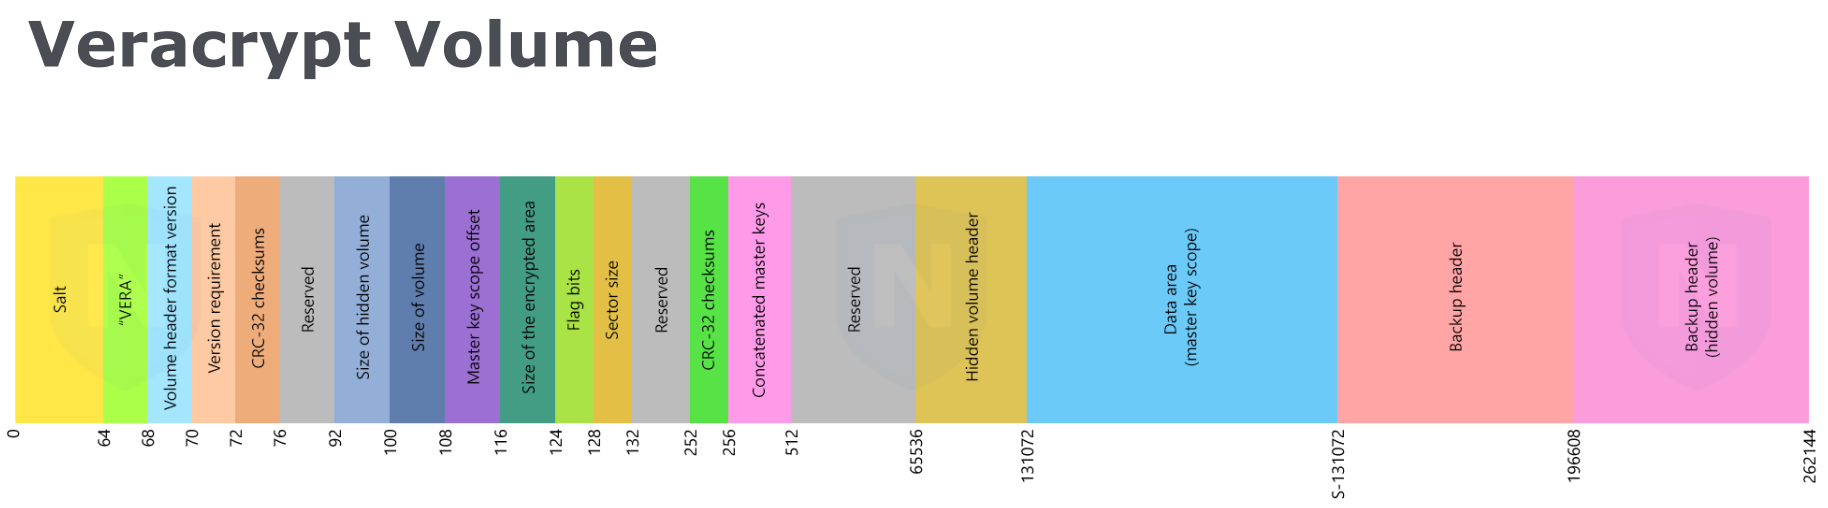 Veracrypt Volume
Salt
“VERA”
Volume header format version
Version requirement
CRC-32 checksums
Reserved
Size of hidden volume
Size of volume
Master key scope offset
Size of the encrypted area
Flag bits
Sector size
Reserved
CRC-32 checksums
Concatenated master keys
Reserved
Hidden volume header
Data area
(master key scope)
Backup header
Backup header
(hidden volume)
0
64
68
70
72
76
92
100
108
116
124
128
132
252
256
512
65536
131072
S-131072
196608
262144